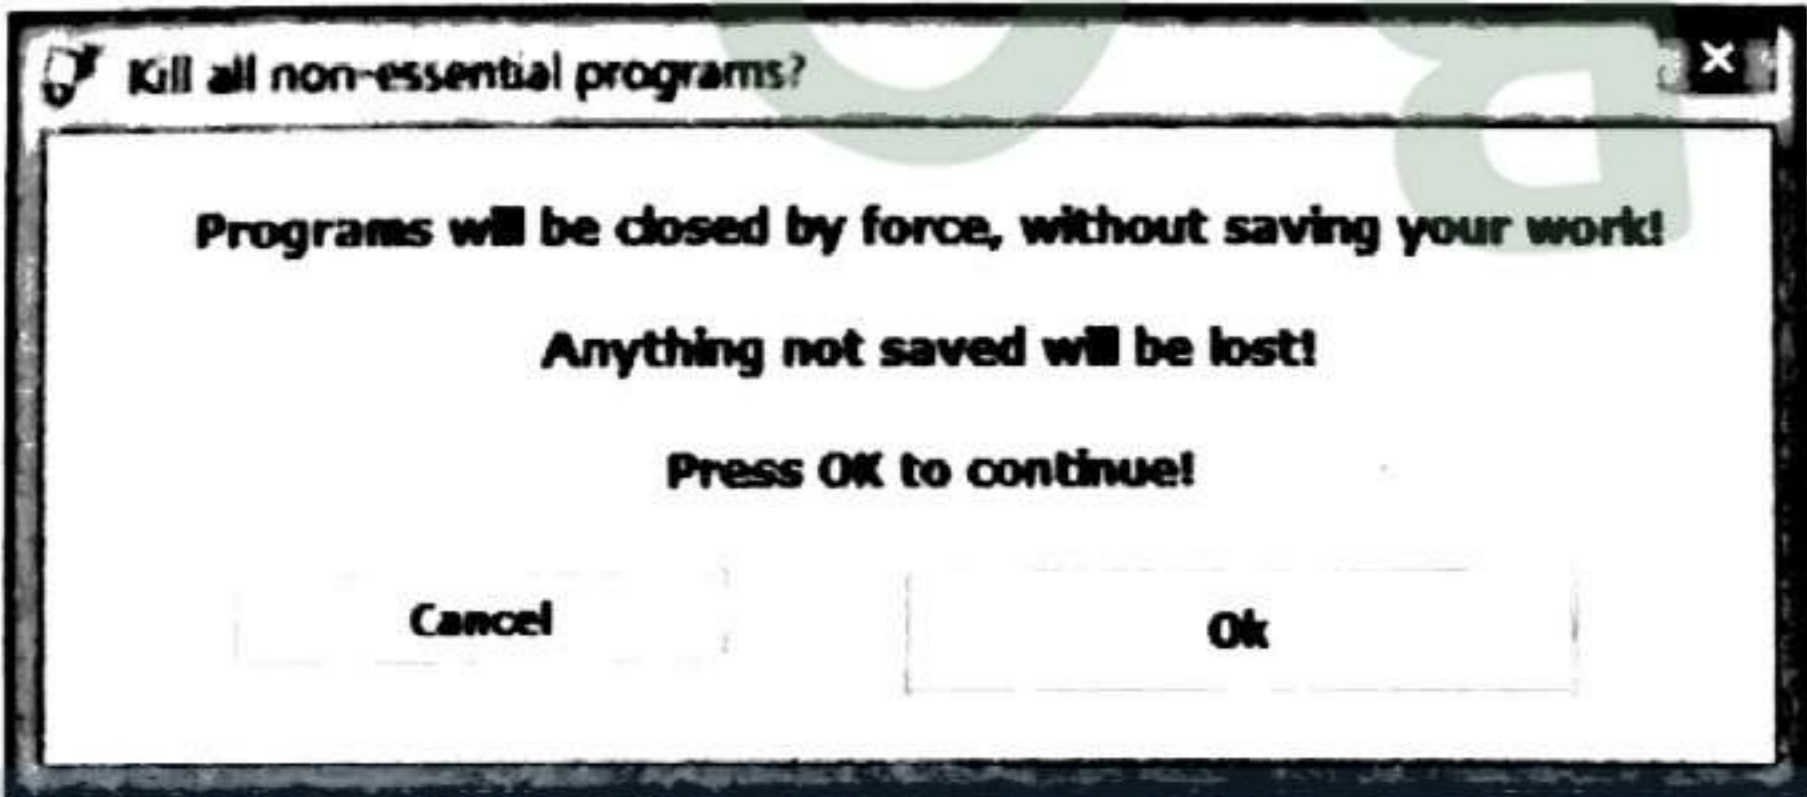 Kill all non-essential programs?
Programs will be closed by force, without saving your work!
Anything not saved will be lost!
Press OK to continue!
Cancel
Ok